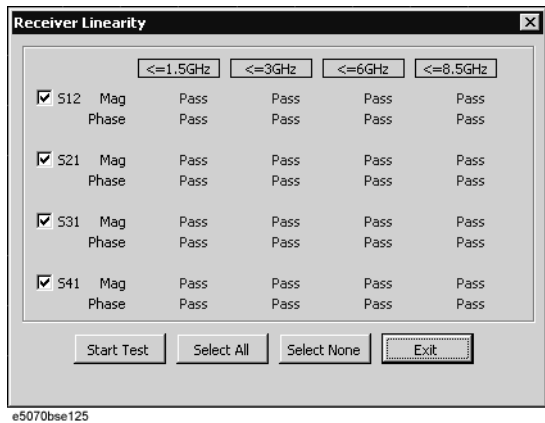 Receiver Linearity
<=1.5GHz <=3GHz <=6GHz <=8.5GHz
S12 Mag Pass Pass Pass Pass
Phase Pass Pass Pass Pass
S21 Mag Pass Pass Pass Pass
Phase Pass Pass Pass Pass
S31 Mag Pass Pass Pass Pass
Phase Pass Pass Pass Pass
S41 Mag Pass Pass Pass Pass
Phase Pass Pass Pass Pass
Start Test Select All Select None Exit
e5070bse125